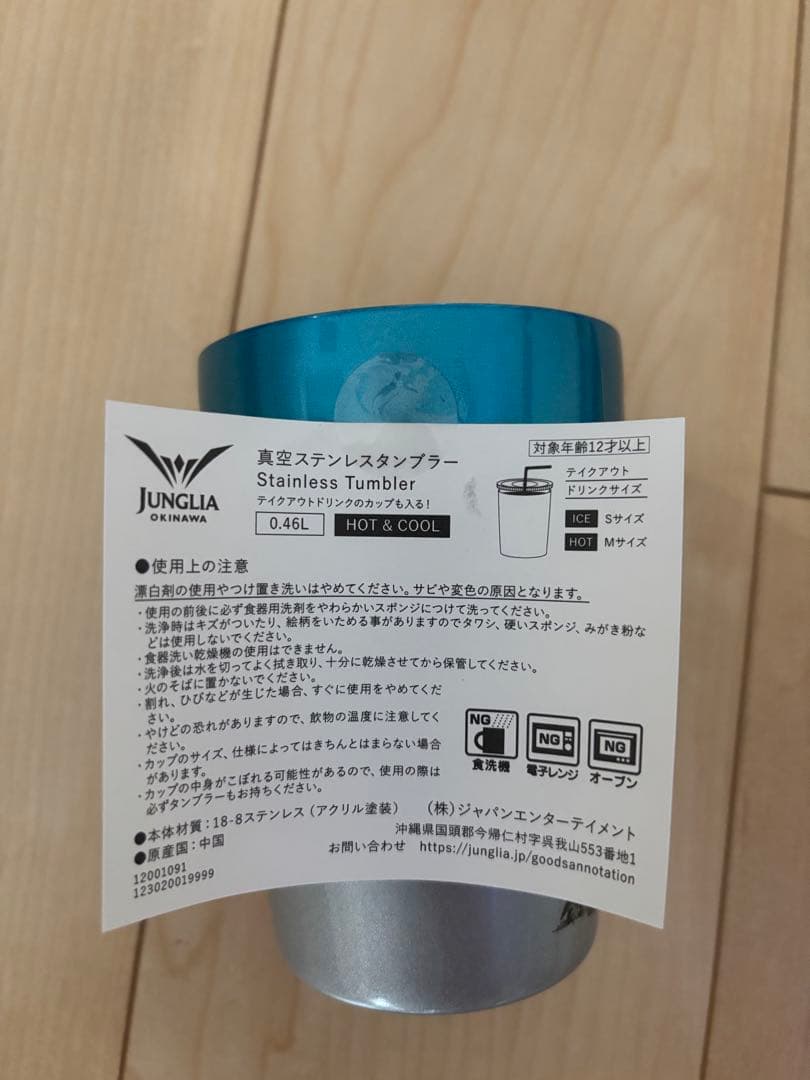 JUNGLIA
OKINAWA
真空ステンレスタンブラー
Stainless Tumbler
テイクアウトドリンクのカップも入る!
0.46L
HOT & COOL
対象年齢12才以上
テイクアウト
ドリンクサイズ
ICE Sサイズ
HOT Mサイズ
●使用上の注意
漂白剤の使用やつけ置き洗いはやめてください。サビや変色の原因となります。
・使用の前後に必ず食器用洗剤をやわらかいスポンジにつけて洗ってください。
・洗浄時はキズがついたり、絵柄をいためる事がありますのでタワシ、硬いスポンジ、みがき粉な
どは使用しないでください。
・食器洗い乾燥機の使用はできません。
・洗浄後は水を切ってよく拭き取り、十分に乾燥させてから保管してください。
・火のそばに置かないでください。
・割れ、ひびなどが生じた場合、すぐに使用をやめてくだ
さい。
・やけどの恐れがありますので、飲物の温度に注意してく
ださい。
・カップのサイズ、仕様によってはきちんとはまらない場合
があります。
・カップの中身がこぼれる可能性があるので、使用の際は
必ずタンブラーもお持ちください。
NG
食洗機
NG
電子レンジ
NG
オーブン
●本体材質:18-8ステンレス(アクリル塗装)
●原産国:中国
12001091
123020019999
(株)ジャパンエンターテイメント
沖縄県国頭郡今帰仁村字呉我山553番地1
お問い合わせ https://junglia.jp/goodsannotation